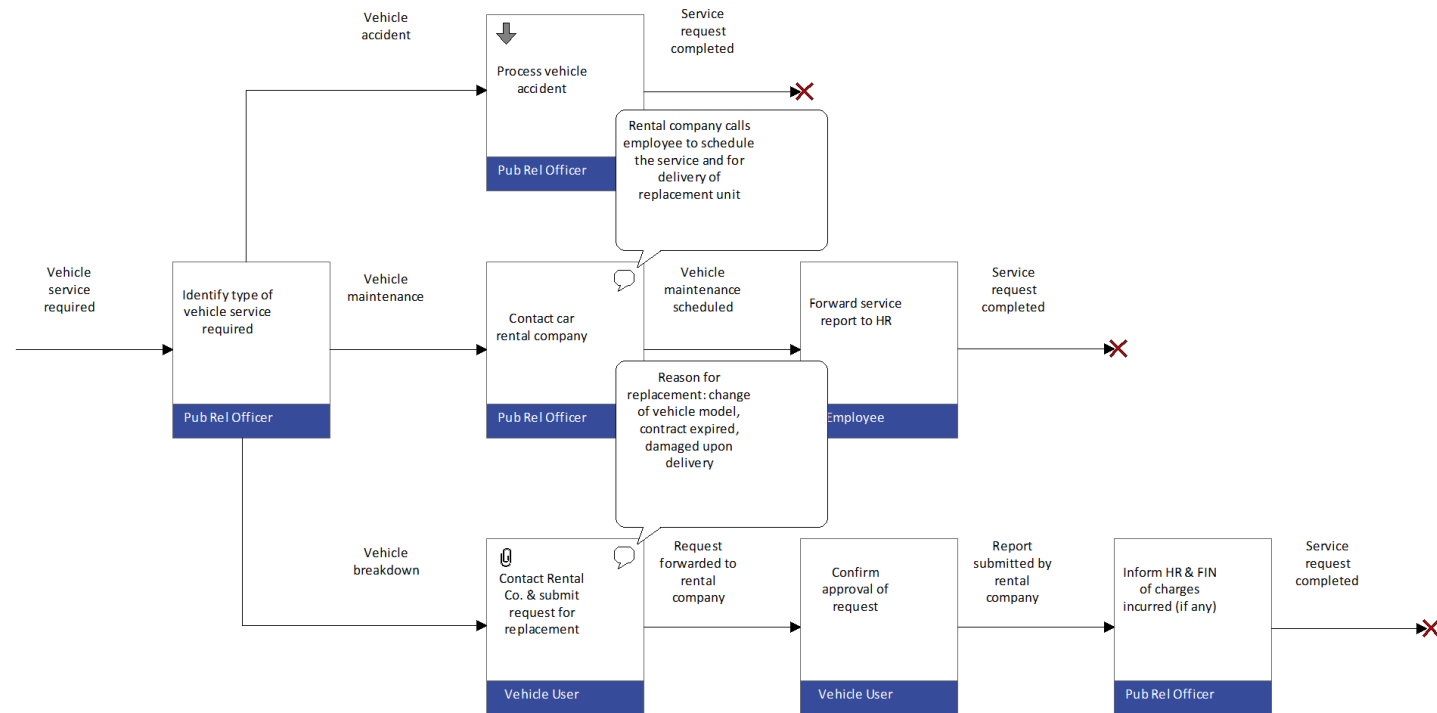 Vehicle
accident
Service
request
completed
Process vehicle
accident
Pub Rel Officer
Rental company calls
employee to schedule
the service and for
delivery of
replacement unit
Vehicle
service
required
Identify type of
vehicle service
required
Pub Rel Officer
Vehicle
maintenance
Contact car
rental company
Pub Rel Officer
Vehicle
maintenance
scheduled
Forward service
report to HR
Employee
Service
request
completed
Reason for
replacement: change
of vehicle model,
contract expired,
damaged upon
delivery
Vehicle
breakdown
Contact Rental
Co. & submit
request for
replacement
Vehicle User
Request
forwarded to
rental
company
Confirm
approval of
request
Vehicle User
Report
submitted by
rental
company
Inform HR & FIN
of charges
incurred (if any)
Pub Rel Officer
Service
request
completed